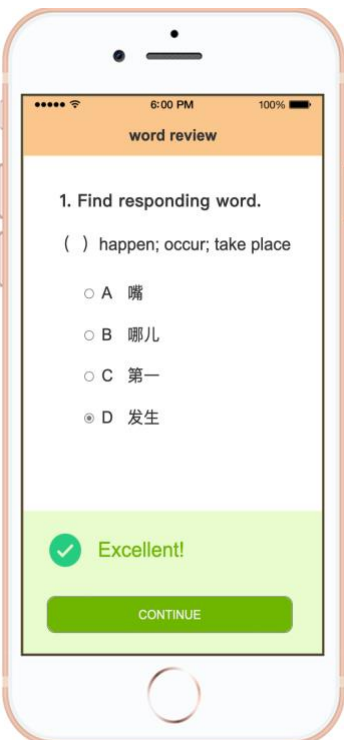 6:00 PM 100%
word review
1. Find responding word.
( ) happen; occur; take place
A 嘴
B 哪儿
C 第一
D 发生
Excellent!
CONTINUE